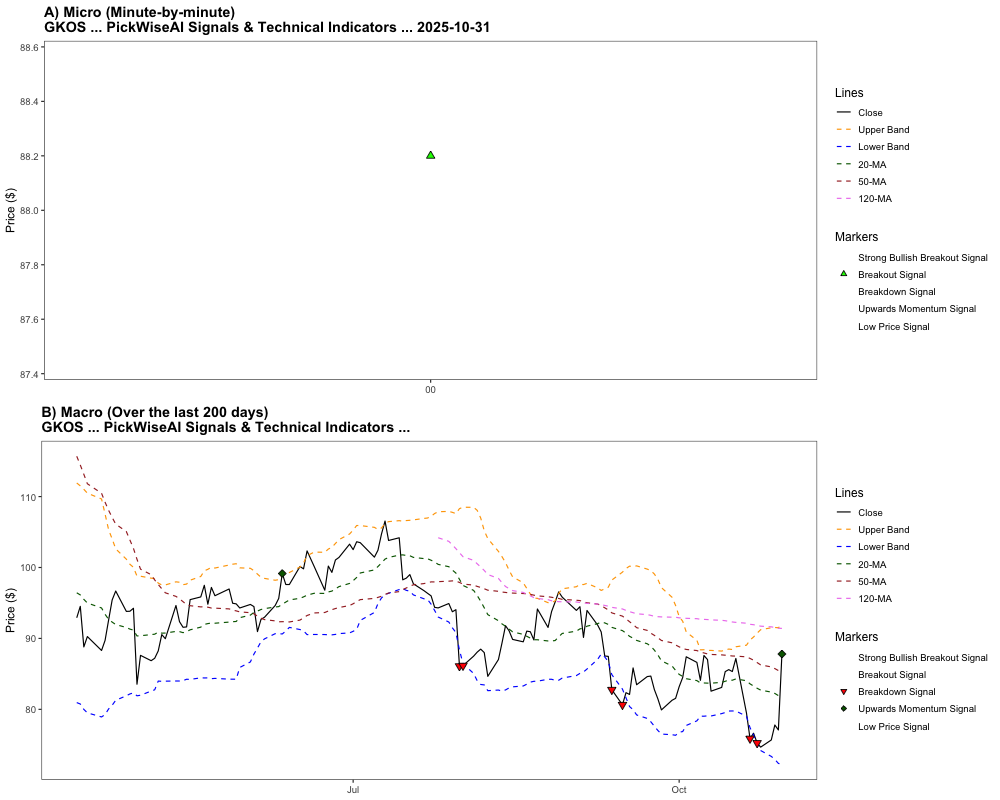 A) Micro (Minute-by-minute)
GKOS ... PickWiseAI Signals & Technical Indicators ... 2025-10-31
88.6
88.4
88.2
88.0
87.8
87.6
87.4
Price ($)
00
Lines
Close
Upper Band
Lower Band
20-MA
50-MA
120-MA
Markers
Strong Bullish Breakout Signal
Breakout Signal
Breakdown Signal
Upwards Momentum Signal
Low Price Signal
B) Macro (Over the last 200 days)
GKOS ... PickWiseAI Signals & Technical Indicators ...
110
100
90
80
Price ($)
Jul
Oct
Lines
Close
Upper Band
Lower Band
20-MA
50-MA
120-MA
Markers
Strong Bullish Breakout Signal
Breakout Signal
Breakdown Signal
Upwards Momentum Signal
Low Price Signal